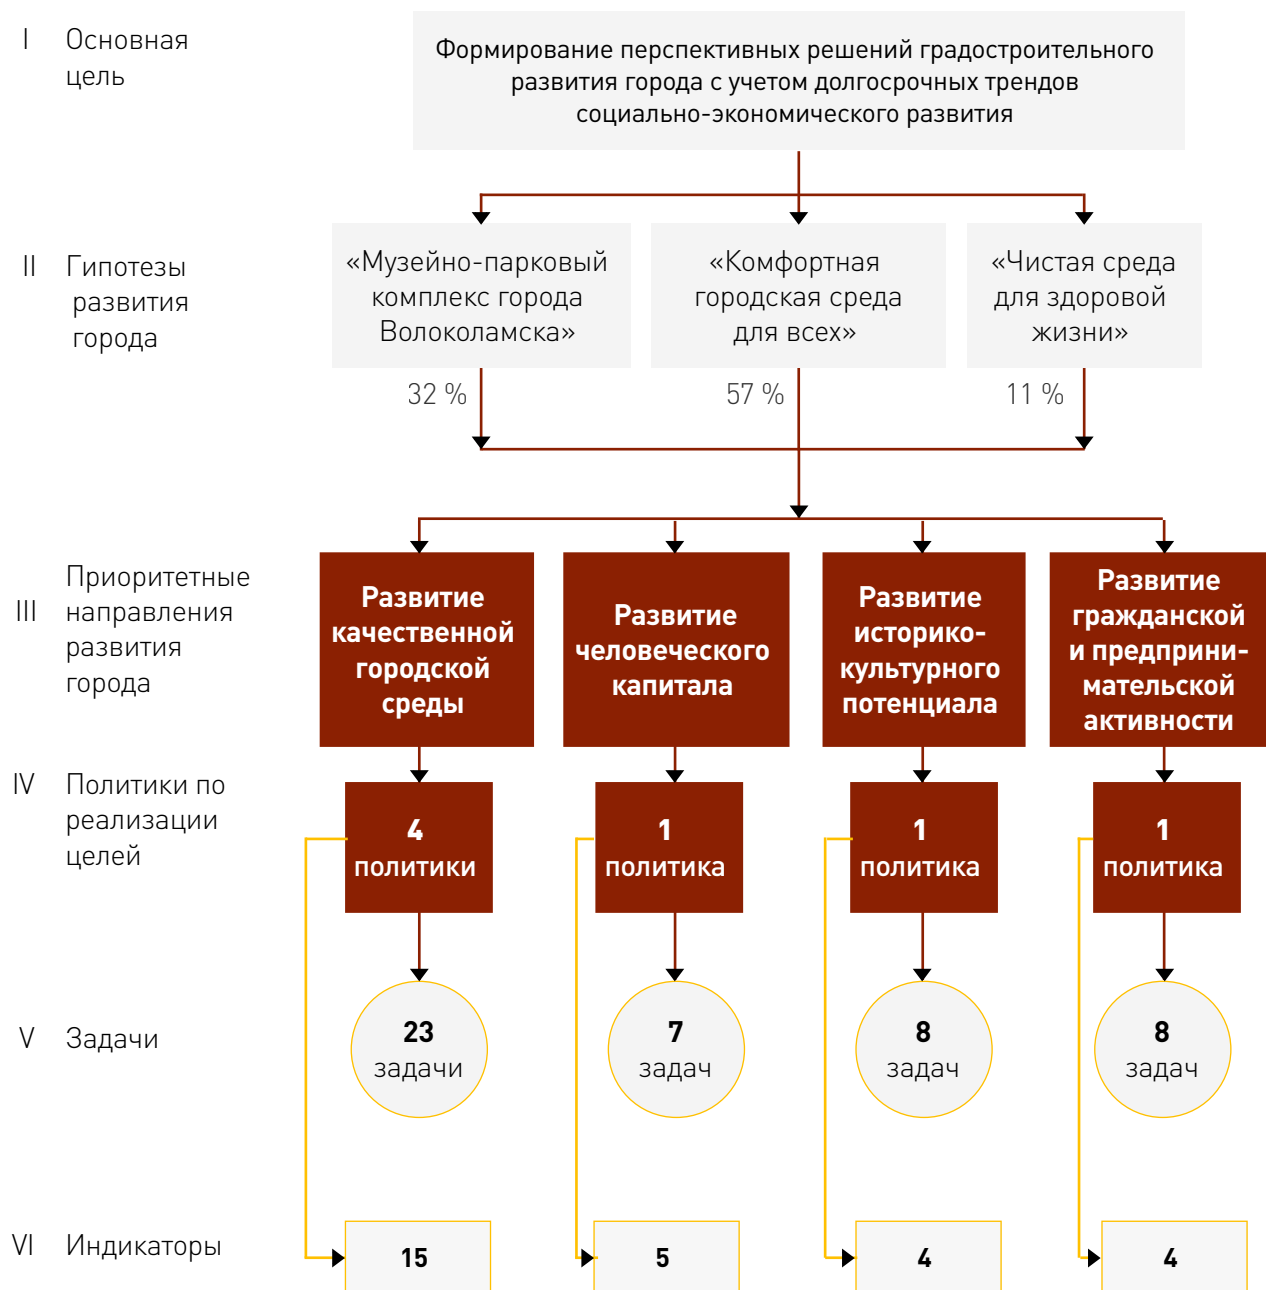 I Основная
цель
Формирование перспективных решений градостроительного
развития города с учетом долгосрочных трендов
социально-экономического развития
II Гипотезы
развития
города
«Музейно-парковый
комплекс города
Волоколамска»
32 %
«Комфортная
городская среда
для всех»
57 %
«Чистая среда
для здоровой
жизни»
11 %
III Приоритетные
направления
развития
города
Развитие
качественной
городской
среды
Развитие
человеческого
капитала
Развитие
историко-
культурного
потенциала
Развитие
гражданской
и предприни-
мательской
активности
IV Политики по
реализации
целей
4
политики
1
политика
1
политика
1
политика
V Задачи
23
задачи
7
задач
8
задач
8
задач
VI Индикаторы
15
5
4
4